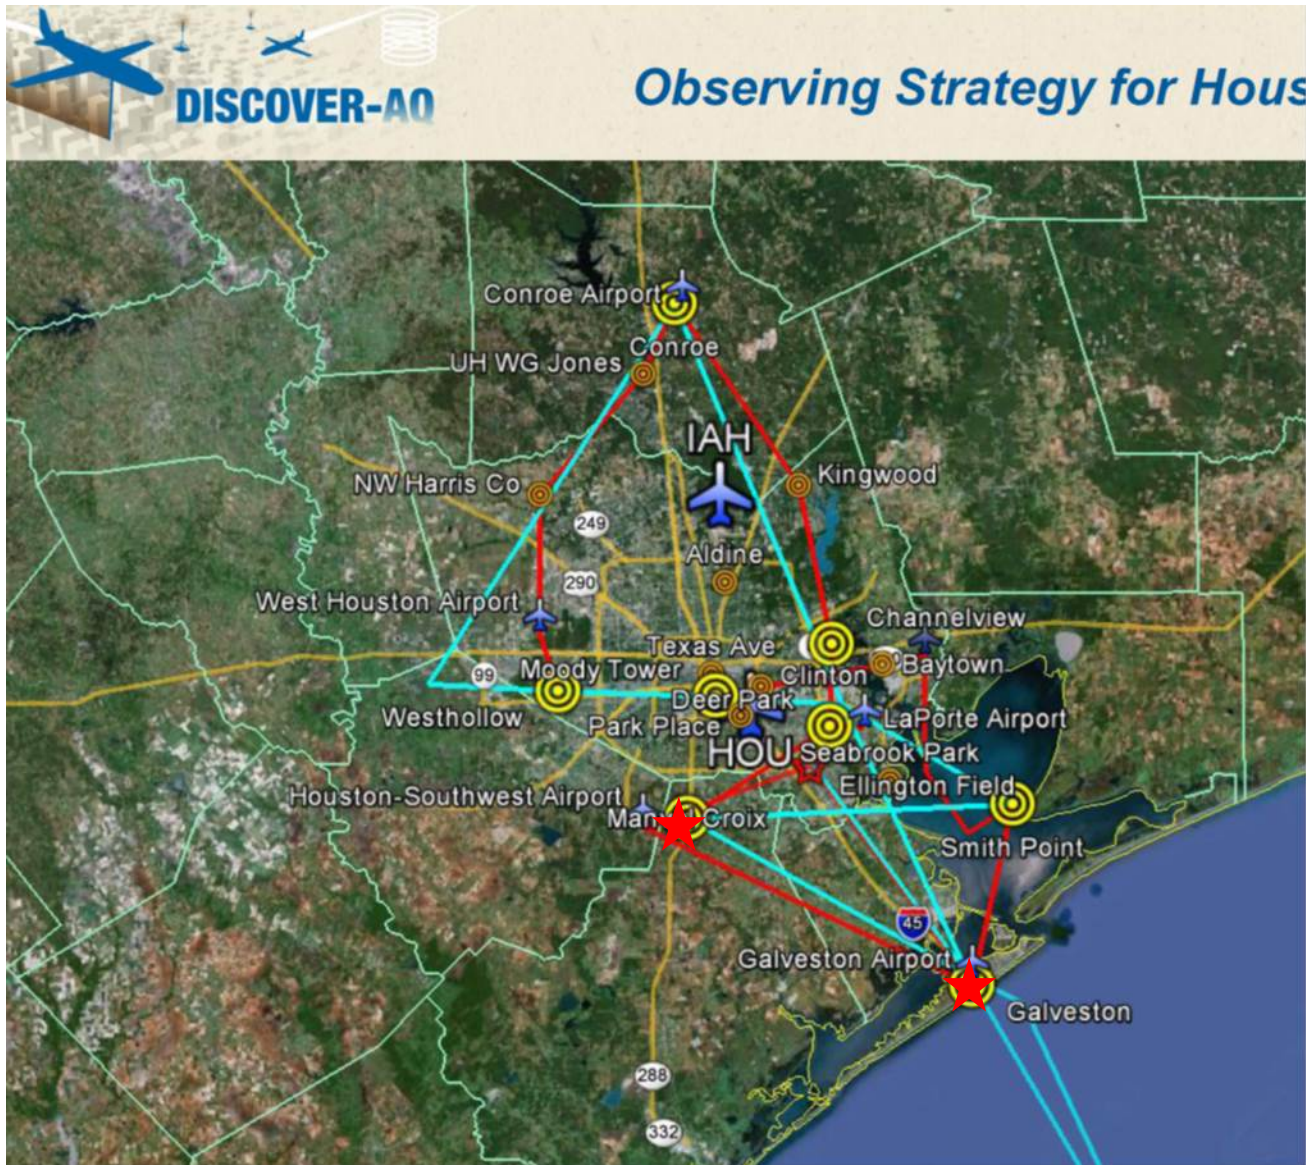 DISCOVER-AQ
Observing Strategy for Hous
Conroe Airport
Conroe
UH WG Jones
IAH
NW Harris Co
Kingwood
249
Aldine
290
West Houston Airport
Channelview
Texas Ave
99
Moody Tower
Clinton
Baytown
Deer Park
Westhollow
Park Place
LaPorte Airport
HOU
Seabrook Park
Ellington Field
Houston-Southwest Airport
Croix
Smith Point
45
Galveston Airport
Galveston
288
332